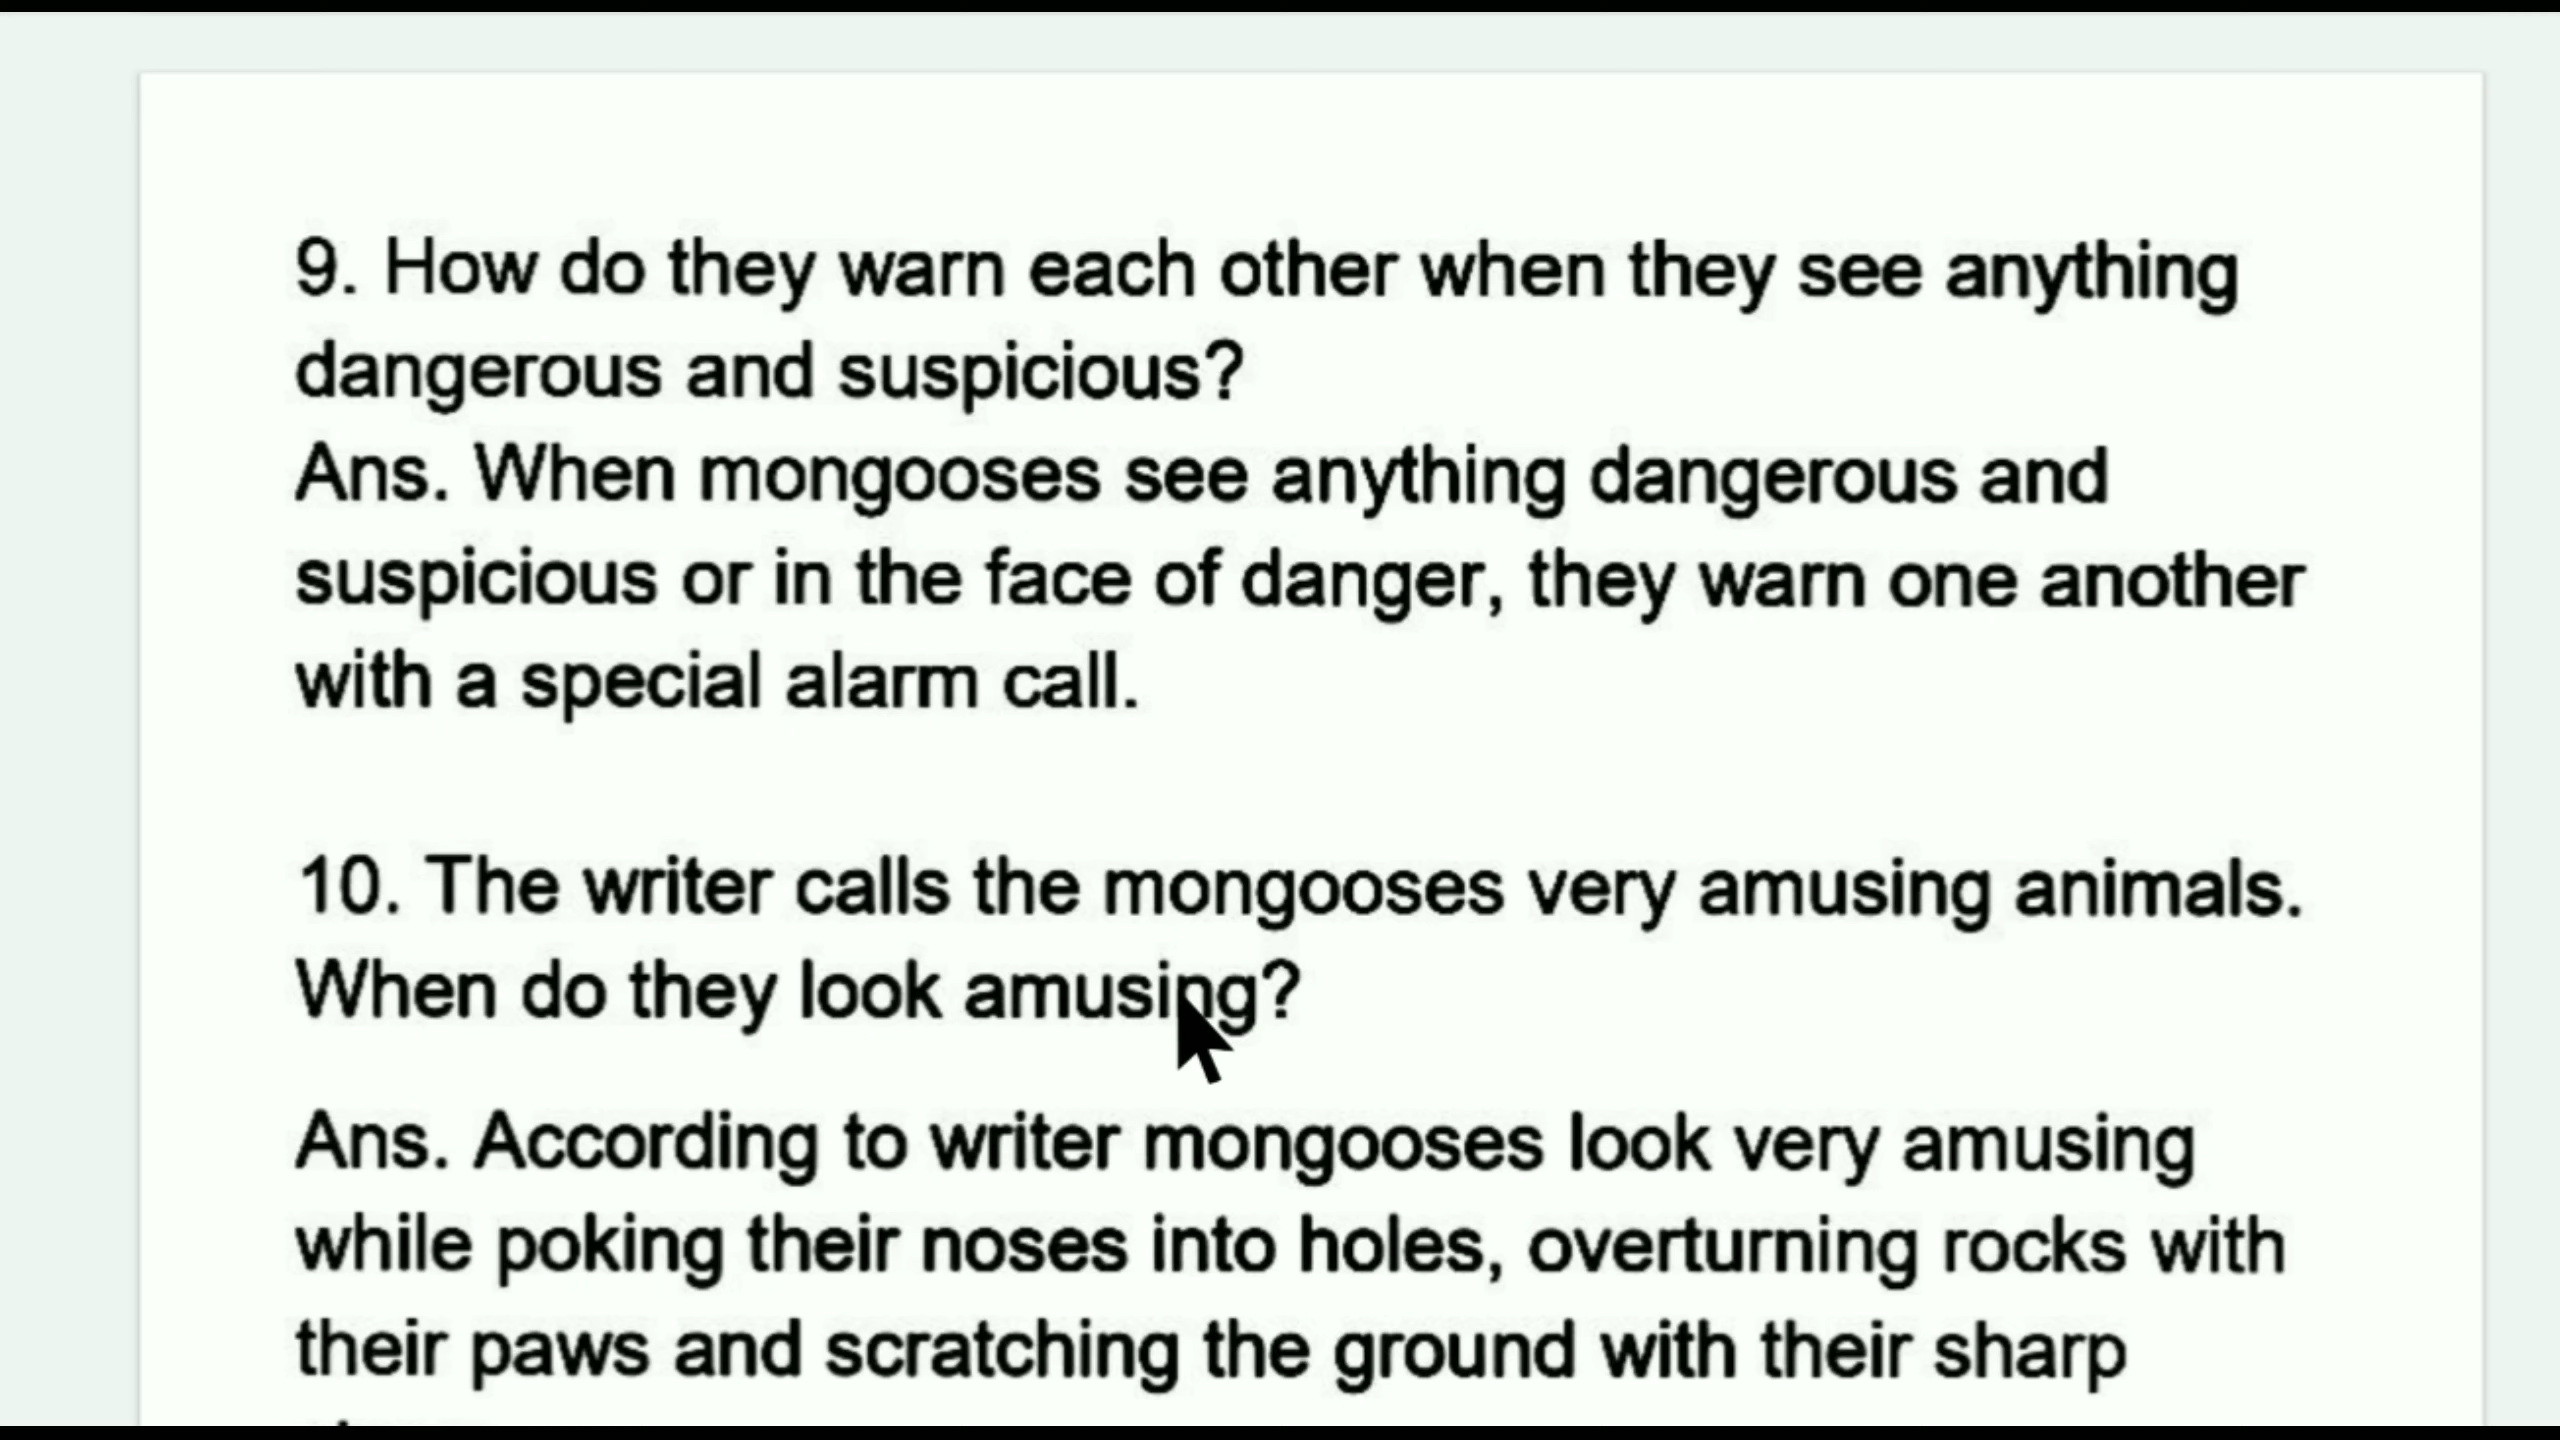 9. How do they warn each other when they see anything
dangerous and suspicious?
Ans. When mongooses see anything dangerous and
suspicious or in the face of danger, they warn one another
with a special alarm call.
10. The writer calls the mongooses very amusing animals.
When do they look amusing?
Ans. According to writer mongooses look very amusing
while poking their noses into holes, overturning rocks with
their paws and scratching the ground with their sharp